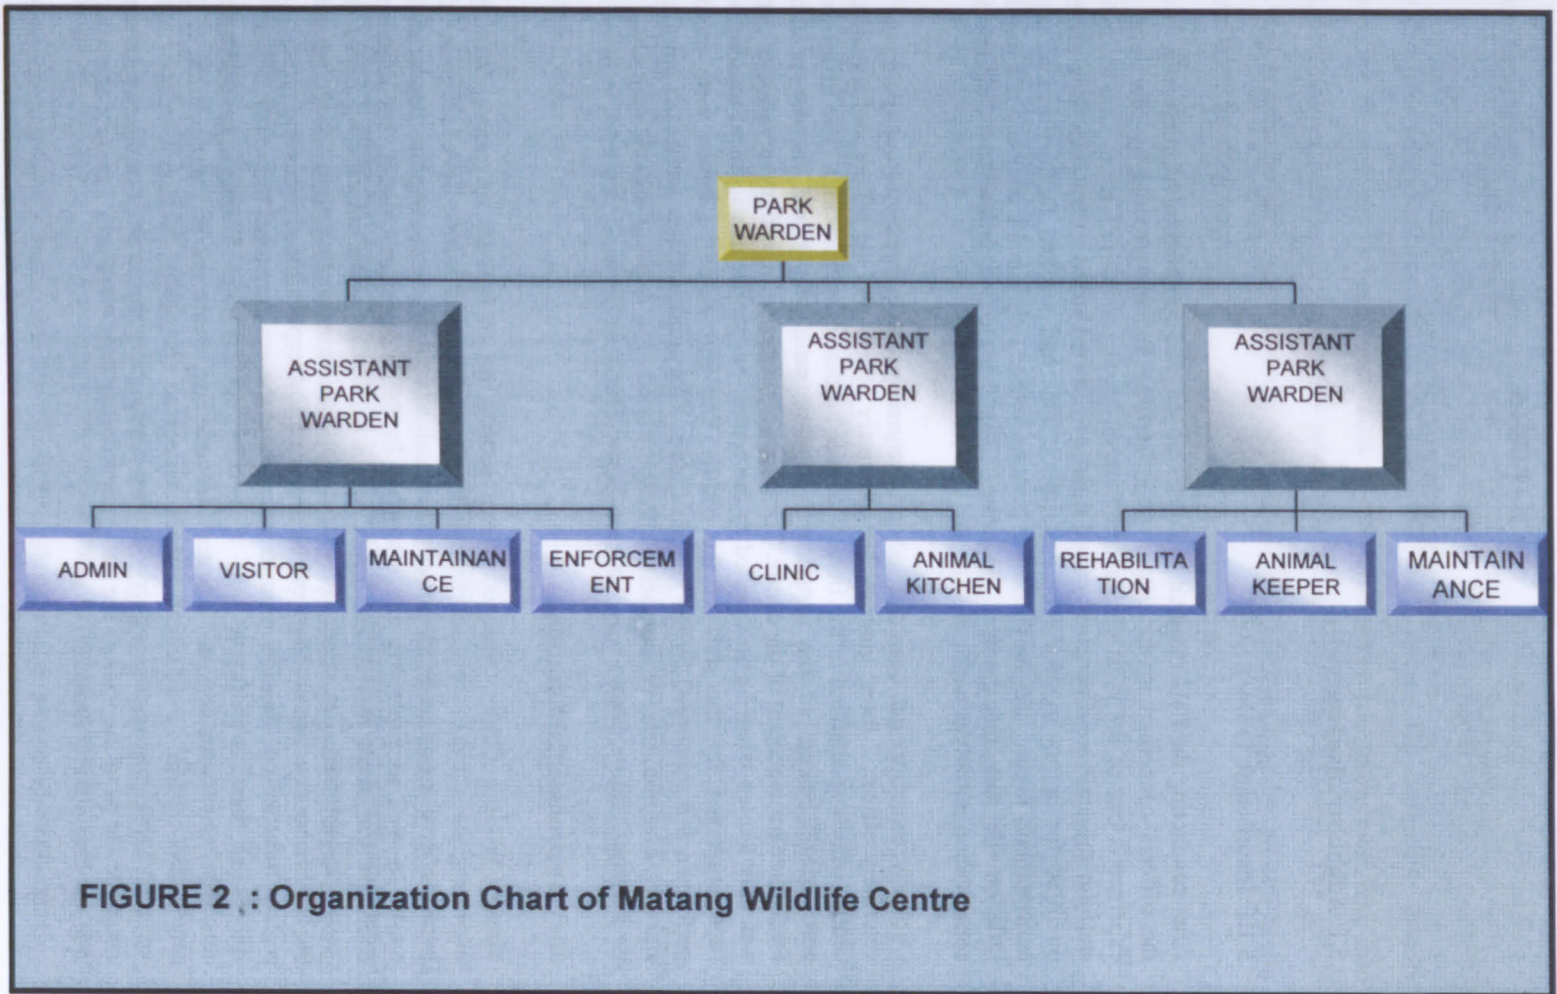 PARK
WARDEN
ASSISTANT
PARK
WARDEN
ASSISTANT
PARK
WARDEN
ASSISTANT
PARK
WARDEN
ADMIN
VISITOR
MAINTAINAN
CE
ENFORCEM
ENT
CLINIC
ANIMAL
KITCHEN
REHABILITA
TION
ANIMAL
KEEPER
MAINTAIN
ANCE
FIGURE 2 : Organization Chart of Matang Wildlife Centre